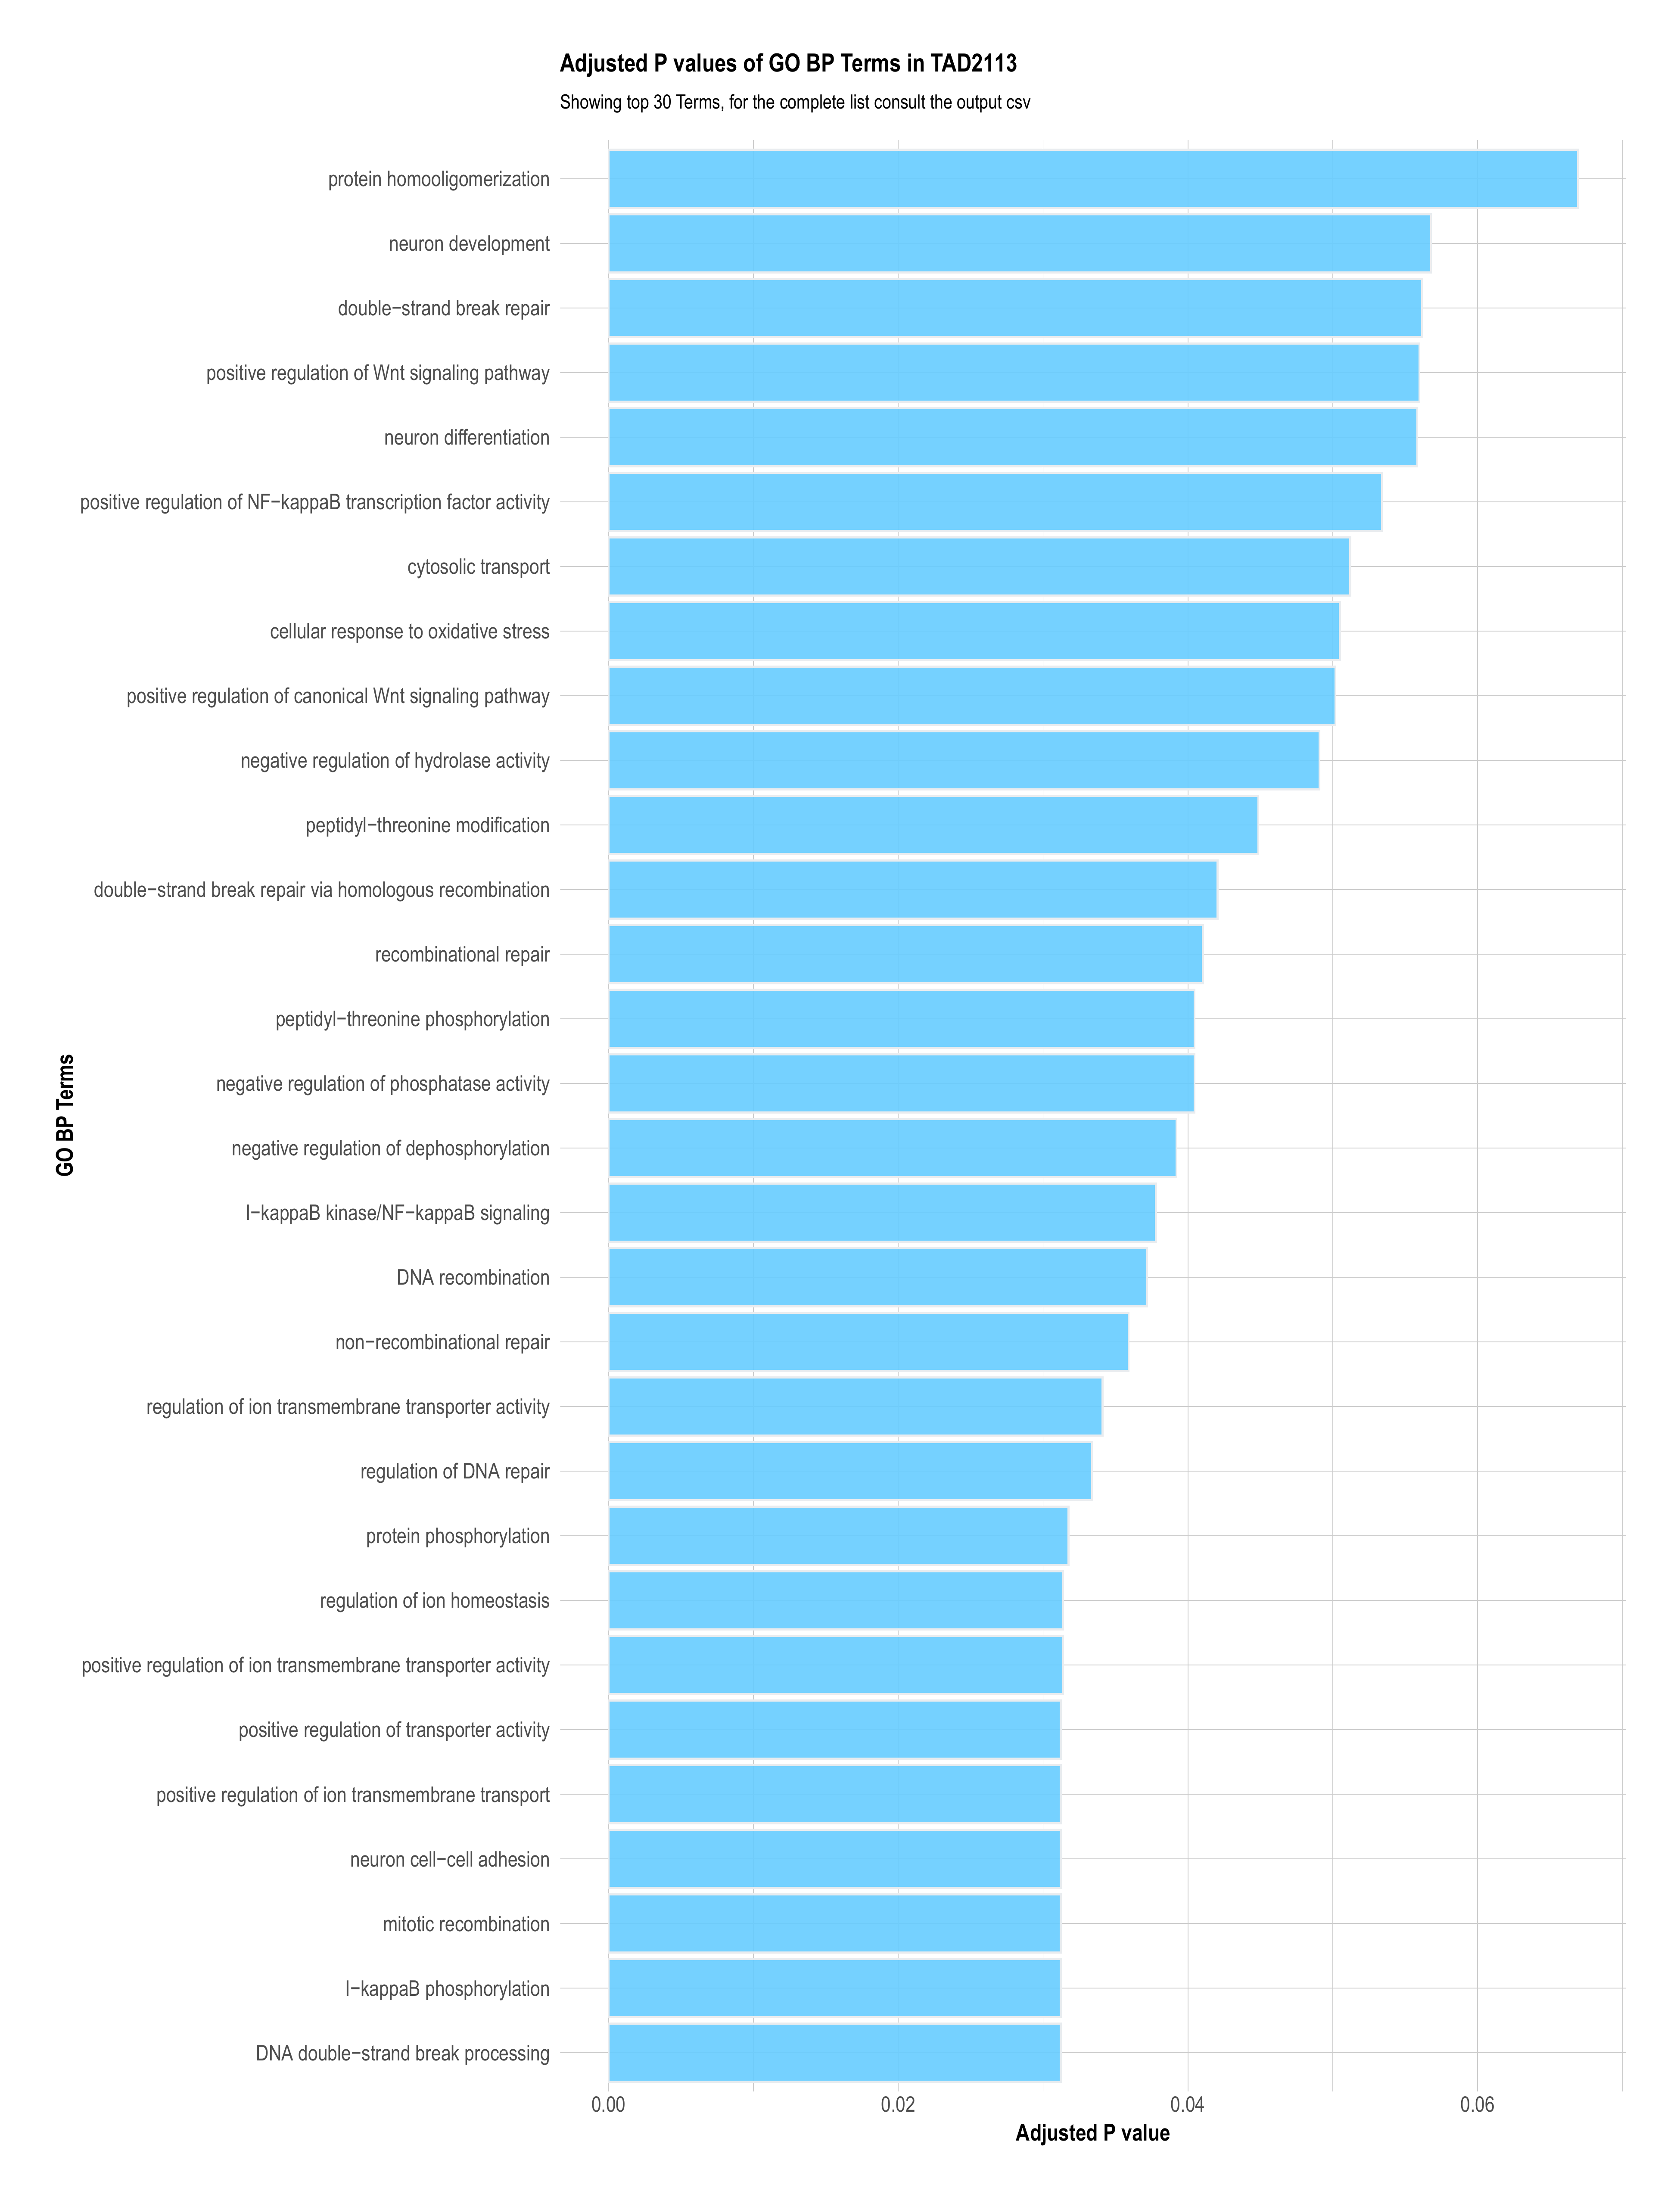 Adjusted P values of GO BP Terms in TAD2113
Showing top 30 Terms, for the complete list consult the output csv
protein homooligomerization
neuron development
double−strand break repair
positive regulation of Wnt signaling pathway
neuron differentiation
positive regulation of NF−kappaB transcription factor activity
cytosolic transport
cellular response to oxidative stress
positive regulation of canonical Wnt signaling pathway
negative regulation of hydrolase activity
peptidyl−threonine modification
double−strand break repair via homologous recombination
recombinational repair
peptidyl−threonine phosphorylation
negative regulation of phosphatase activity
negative regulation of dephosphorylation
I−kappaB kinase/NF−kappaB signaling
DNA recombination
non−recombinational repair
regulation of ion transmembrane transporter activity
regulation of DNA repair
protein phosphorylation
regulation of ion homeostasis
positive regulation of ion transmembrane transporter activity
positive regulation of transporter activity
positive regulation of ion transmembrane transport
neuron cell−cell adhesion
mitotic recombination
I−kappaB phosphorylation
DNA double−strand break processing
GO BP Terms
0.00 0.02 0.04 0.06
Adjusted P value